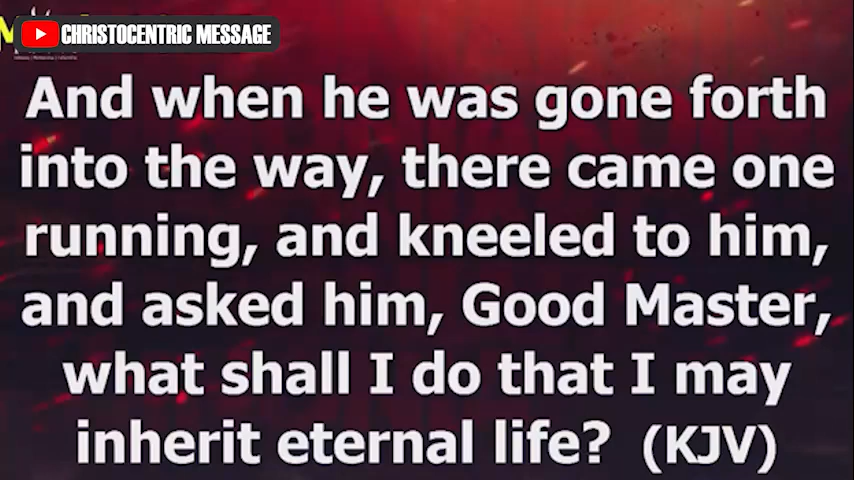 CHRISTOCENTRIC MESSAGE
And when he was gone forth
into the way, there came one
running, and kneeled to him,
and asked him, Good Master,
what shall I do that I may
inherit eternal life? (KJV)